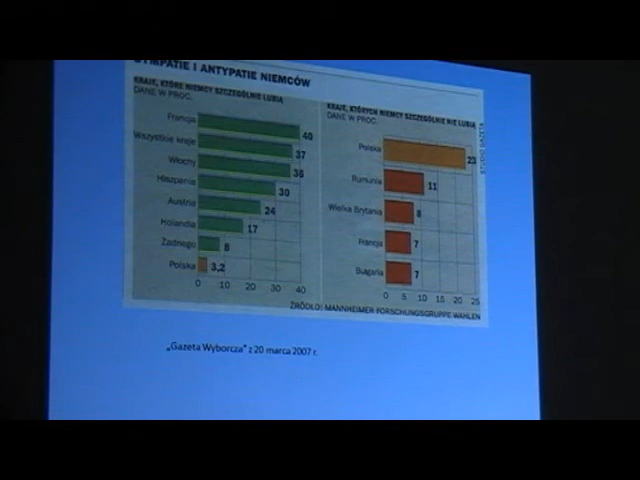 SYMPATIE I ANTYPATIE NIEMCÓW
KRAJE, KTÓRE NIEMCY SZCZEGÓLNIE LUBIĄ
DANE W PROC.
Francja 40
Wszystkie kraje 37
Włochy 36
Hiszpania 30
Austria 24
Holandia 17
Żadnego 8
Polska 3,2
0 10 20 30 40
KRAJE, KTÓRYCH NIEMCY SZCZEGÓLNIE NIE LUBIĄ
DANE W PROC.
Polska 23
Rumunia 11
Wielka Brytania 8
Francja 7
Bułgaria 7
0 5 10 15 20 25
STUDIO GAZETA
ŹRÓDŁO: MANNHEIMER FORSCHUNGSGRUPPE WAHLEN
„Gazeta Wyborcza” z 20 marca 2007 r.